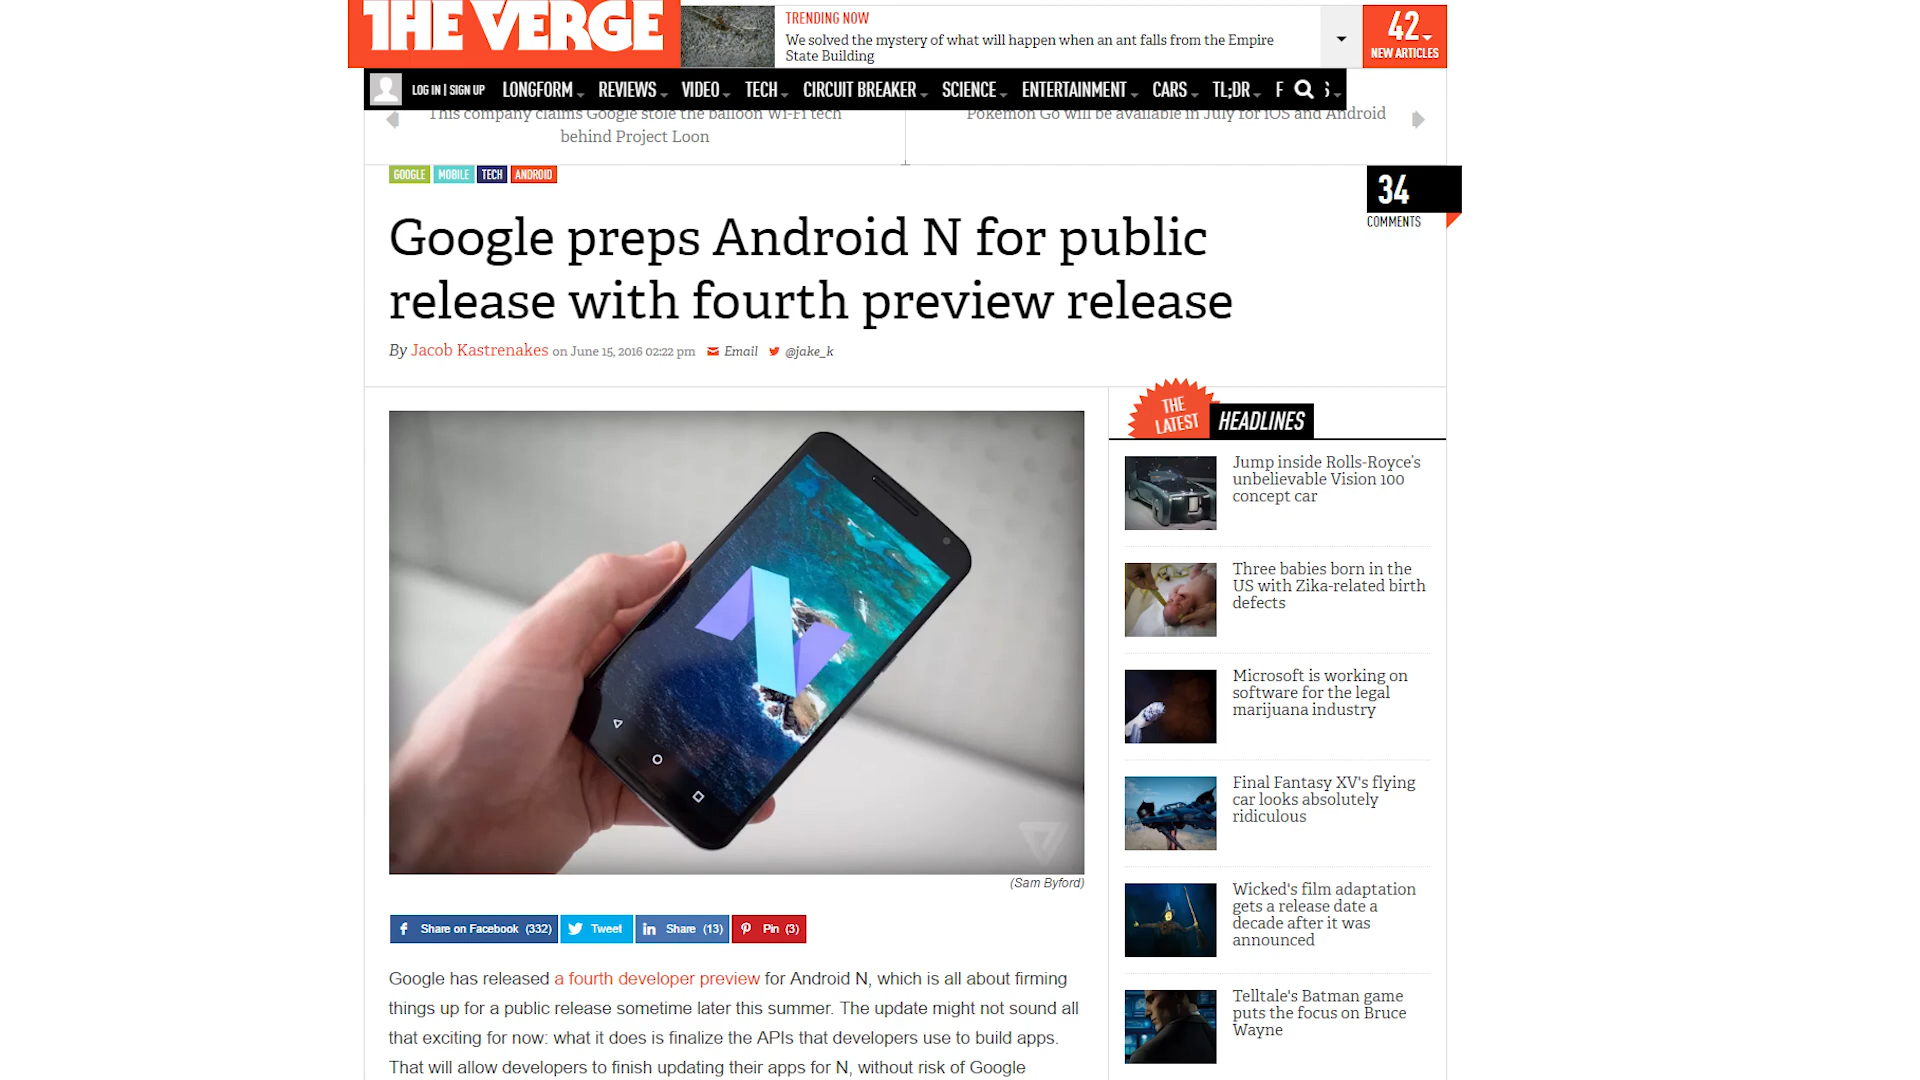 THE VERGE
TRENDING NOW
We solved the mystery of what will happen when an ant falls from the Empire
State Building
42
NEW ARTICLES
LOG IN | SIGN UP LONGFORM REVIEWS VIDEO TECH CIRCUIT BREAKER SCIENCE ENTERTAINMENT CARS TL;DR F S
This company claims Google stole the balloon Wi-Fi tech
behind Project Loon
Pokémon Go will be available in July for iOS and Android
GOOGLE MOBILE TECH ANDROID
34
COMMENTS
Google preps Android N for public
release with fourth preview release
By Jacob Kastrenakes on June 15, 2016 02:22 pm Email @jake_k
(Sam Byford)
Share on Facebook (332) Tweet Share (13) Pin (3)
Google has released a fourth developer preview for Android N, which is all about firming
things up for a public release sometime later this summer. The update might not sound all
that exciting for now: what it does is finalize the APIs that developers use to build apps.
That will allow developers to finish updating their apps for N, without risk of Google
THE
LATEST
HEADLINES
Jump inside Rolls-Royce's
unbelievable Vision 100
concept car
Three babies born in the
US with Zika-related birth
defects
Microsoft is working on
software for the legal
marijuana industry
Final Fantasy XV's flying
car looks absolutely
ridiculous
Wicked's film adaptation
gets a release date a
decade after it was
announced
Telltale's Batman game
puts the focus on Bruce
Wayne